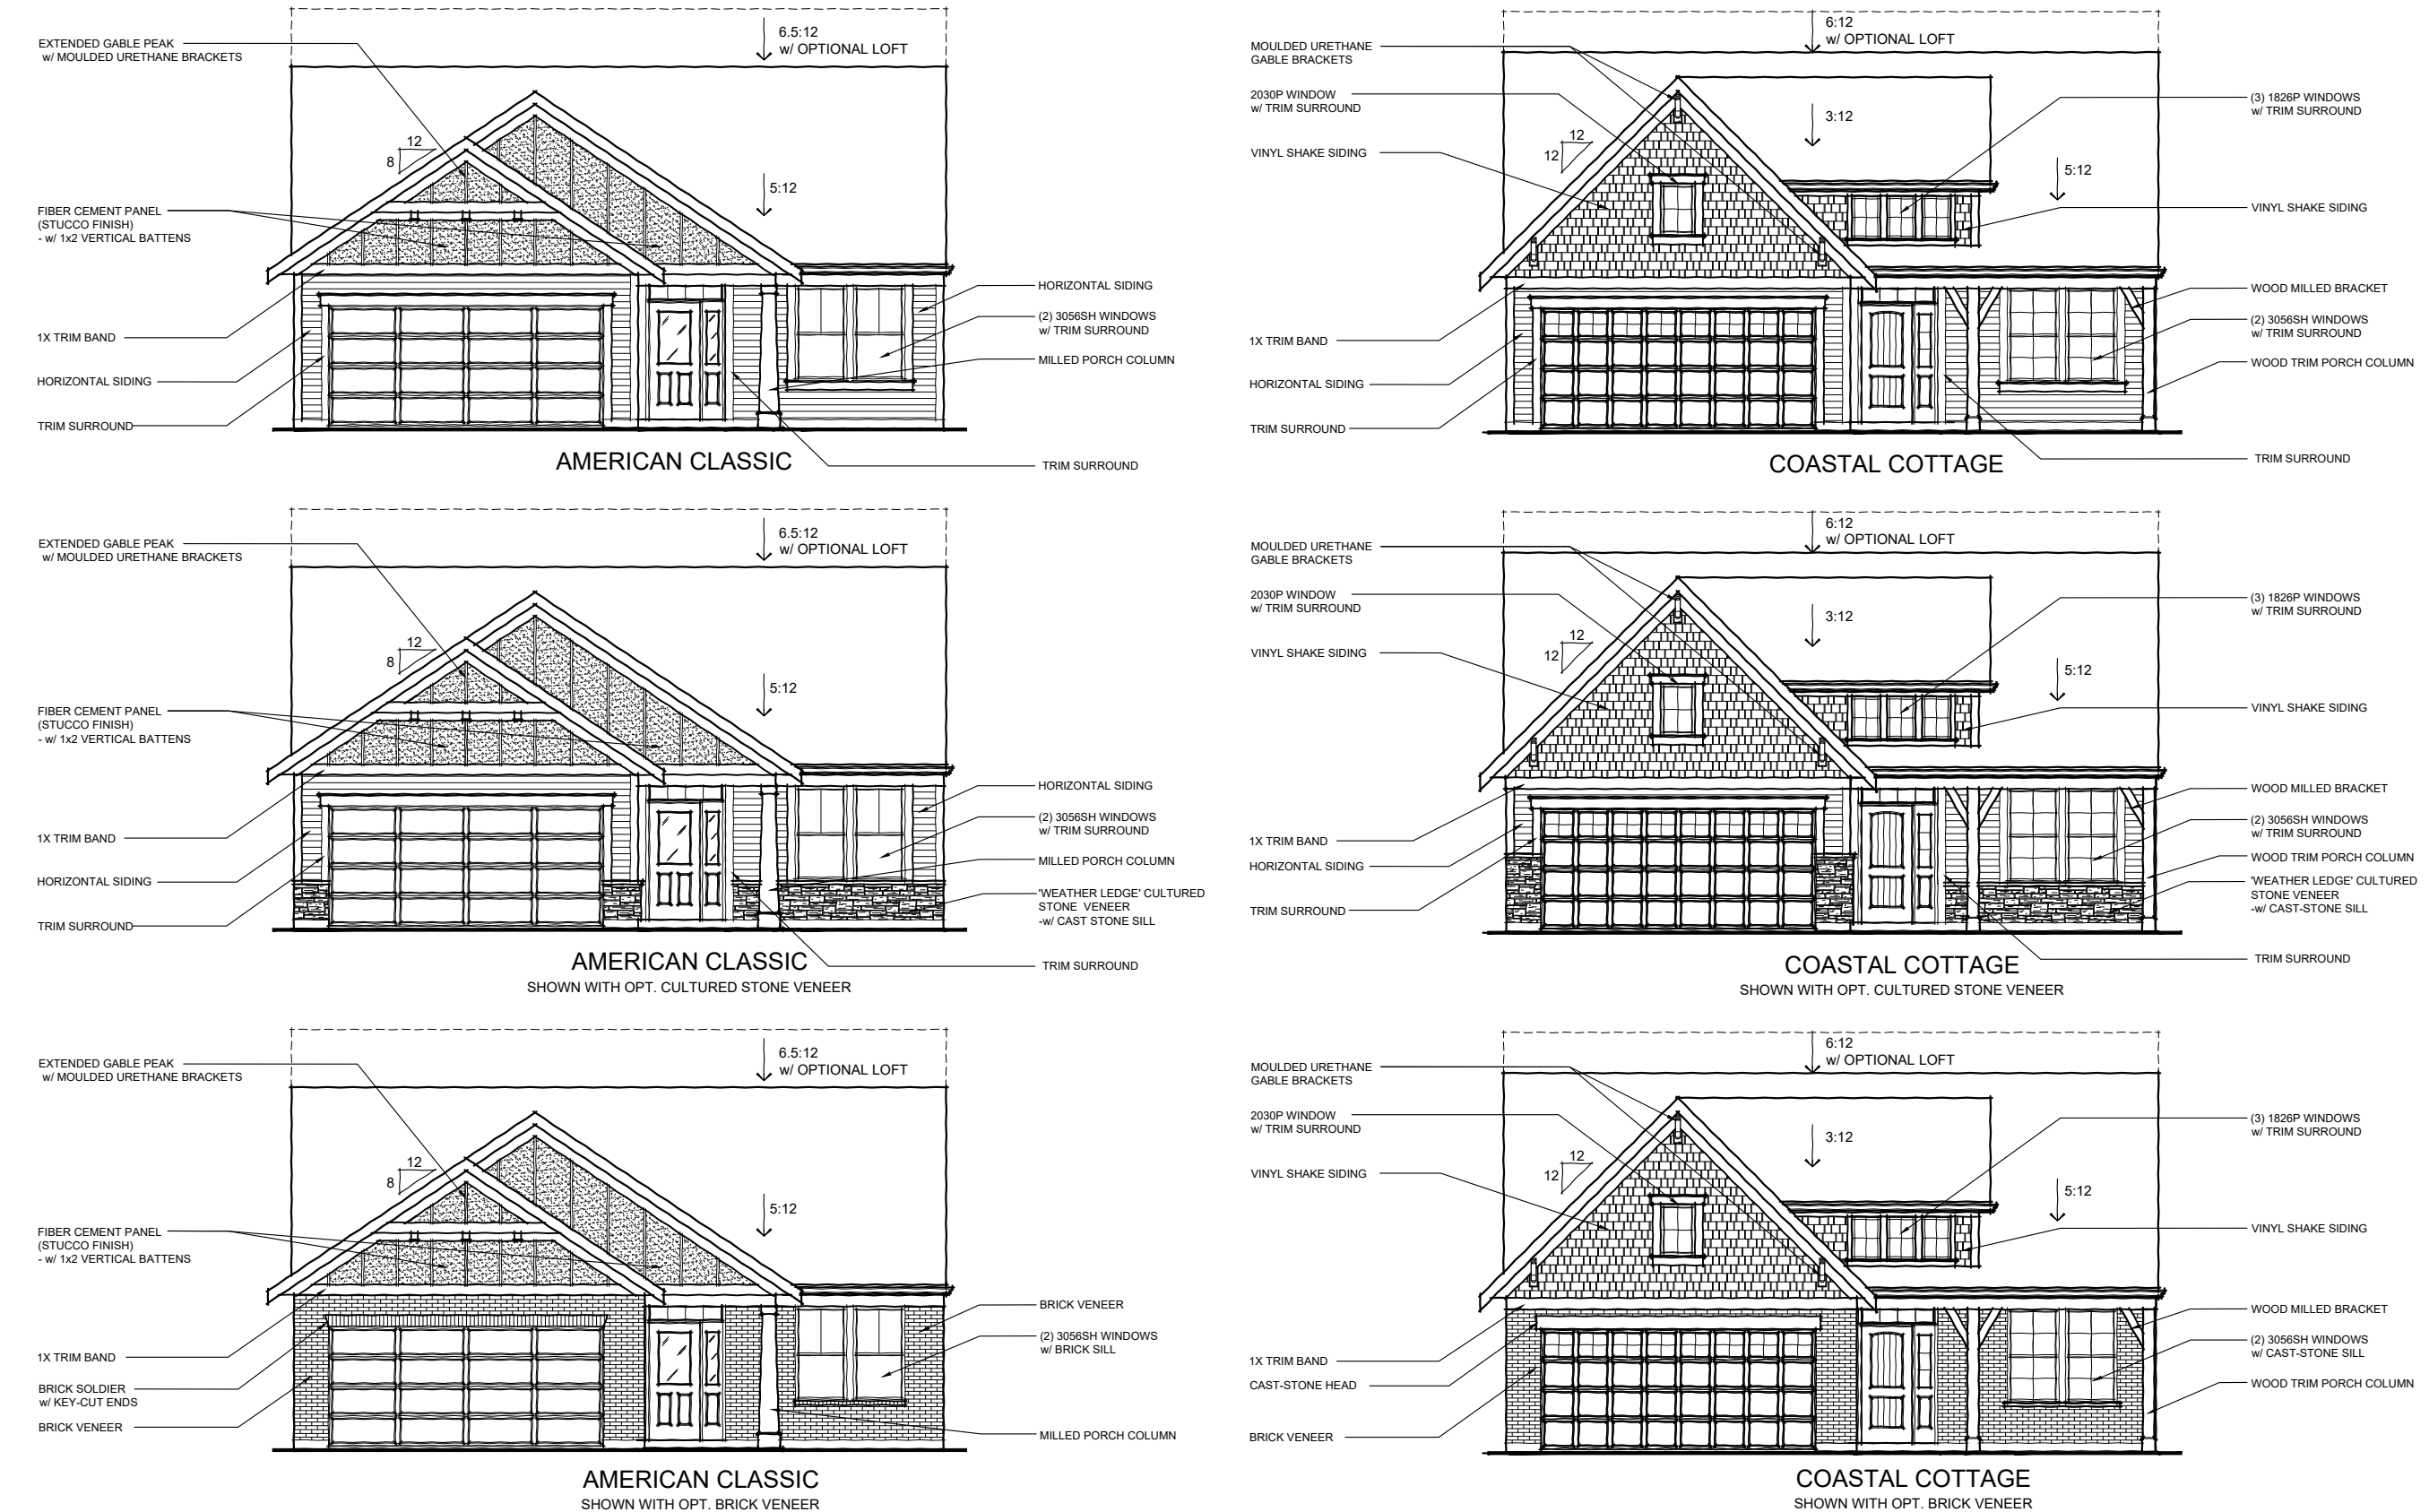 EXTENDED GABLE PEAK
w/ MOULDED URETHANE BRACKETS
6.5:12
w/ OPTIONAL LOFT
12
8
5:12
FIBER CEMENT PANEL
(STUCCO FINISH)
- w/ 1x2 VERTICAL BATTENS
HORIZONTAL SIDING
(2) 3056SH WINDOWS
w/ TRIM SURROUND
1X TRIM BAND
MILLED PORCH COLUMN
HORIZONTAL SIDING
TRIM SURROUND
AMERICAN CLASSIC
TRIM SURROUND
MOULDED URETHANE
GABLE BRACKETS
6:12
w/ OPTIONAL LOFT
2030P WINDOW
w/ TRIM SURROUND
(3) 1826P WINDOWS
w/ TRIM SURROUND
3:12
12
12
VINYL SHAKE SIDING
5:12
VINYL SHAKE SIDING
WOOD MILLED BRACKET
(2) 3056SH WINDOWS
w/ TRIM SURROUND
1X TRIM BAND
WOOD TRIM PORCH COLUMN
HORIZONTAL SIDING
TRIM SURROUND
COASTAL COTTAGE
TRIM SURROUND
EXTENDED GABLE PEAK
w/ MOULDED URETHANE BRACKETS
6.5:12
w/ OPTIONAL LOFT
12
8
5:12
FIBER CEMENT PANEL
(STUCCO FINISH)
- w/ 1x2 VERTICAL BATTENS
HORIZONTAL SIDING
(2) 3056SH WINDOWS
w/ TRIM SURROUND
1X TRIM BAND
MILLED PORCH COLUMN
HORIZONTAL SIDING
'WEATHER LEDGE' CULTURED
STONE VENEER
-w/ CAST STONE SILL
TRIM SURROUND
AMERICAN CLASSIC
TRIM SURROUND
SHOWN WITH OPT. CULTURED STONE VENEER
MOULDED URETHANE
GABLE BRACKETS
6:12
w/ OPTIONAL LOFT
2030P WINDOW
w/ TRIM SURROUND
(3) 1826P WINDOWS
w/ TRIM SURROUND
3:12
12
12
VINYL SHAKE SIDING
5:12
VINYL SHAKE SIDING
WOOD MILLED BRACKET
(2) 3056SH WINDOWS
w/ TRIM SURROUND
1X TRIM BAND
WOOD TRIM PORCH COLUMN
HORIZONTAL SIDING
'WEATHER LEDGE' CULTURED
STONE VENEER
-w/ CAST-STONE SILL
TRIM SURROUND
COASTAL COTTAGE
TRIM SURROUND
SHOWN WITH OPT. CULTURED STONE VENEER
EXTENDED GABLE PEAK
w/ MOULDED URETHANE BRACKETS
6.5:12
w/ OPTIONAL LOFT
12
8
5:12
FIBER CEMENT PANEL
(STUCCO FINISH)
- w/ 1x2 VERTICAL BATTENS
BRICK VENEER
(2) 3056SH WINDOWS
w/ BRICK SILL
1X TRIM BAND
BRICK SOLDIER
w/ KEY-CUT ENDS
BRICK VENEER
MILLED PORCH COLUMN
AMERICAN CLASSIC
SHOWN WITH OPT. BRICK VENEER
MOULDED URETHANE
GABLE BRACKETS
6:12
w/ OPTIONAL LOFT
2030P WINDOW
w/ TRIM SURROUND
(3) 1826P WINDOWS
w/ TRIM SURROUND
3:12
12
12
VINYL SHAKE SIDING
5:12
VINYL SHAKE SIDING
WOOD MILLED BRACKET
(2) 3056SH WINDOWS
w/ CAST-STONE SILL
1X TRIM BAND
CAST-STONE HEAD
WOOD TRIM PORCH COLUMN
BRICK VENEER
COASTAL COTTAGE
SHOWN WITH OPT. BRICK VENEER